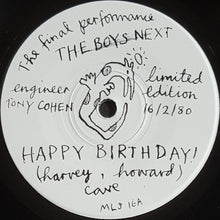 The final performance
THE BOYS NEXT
engineer
TONY COHEN
limited
edition
16/2/80
HAPPY BIRTHDAY!
(harvey, howard)
cave
MLS-16A